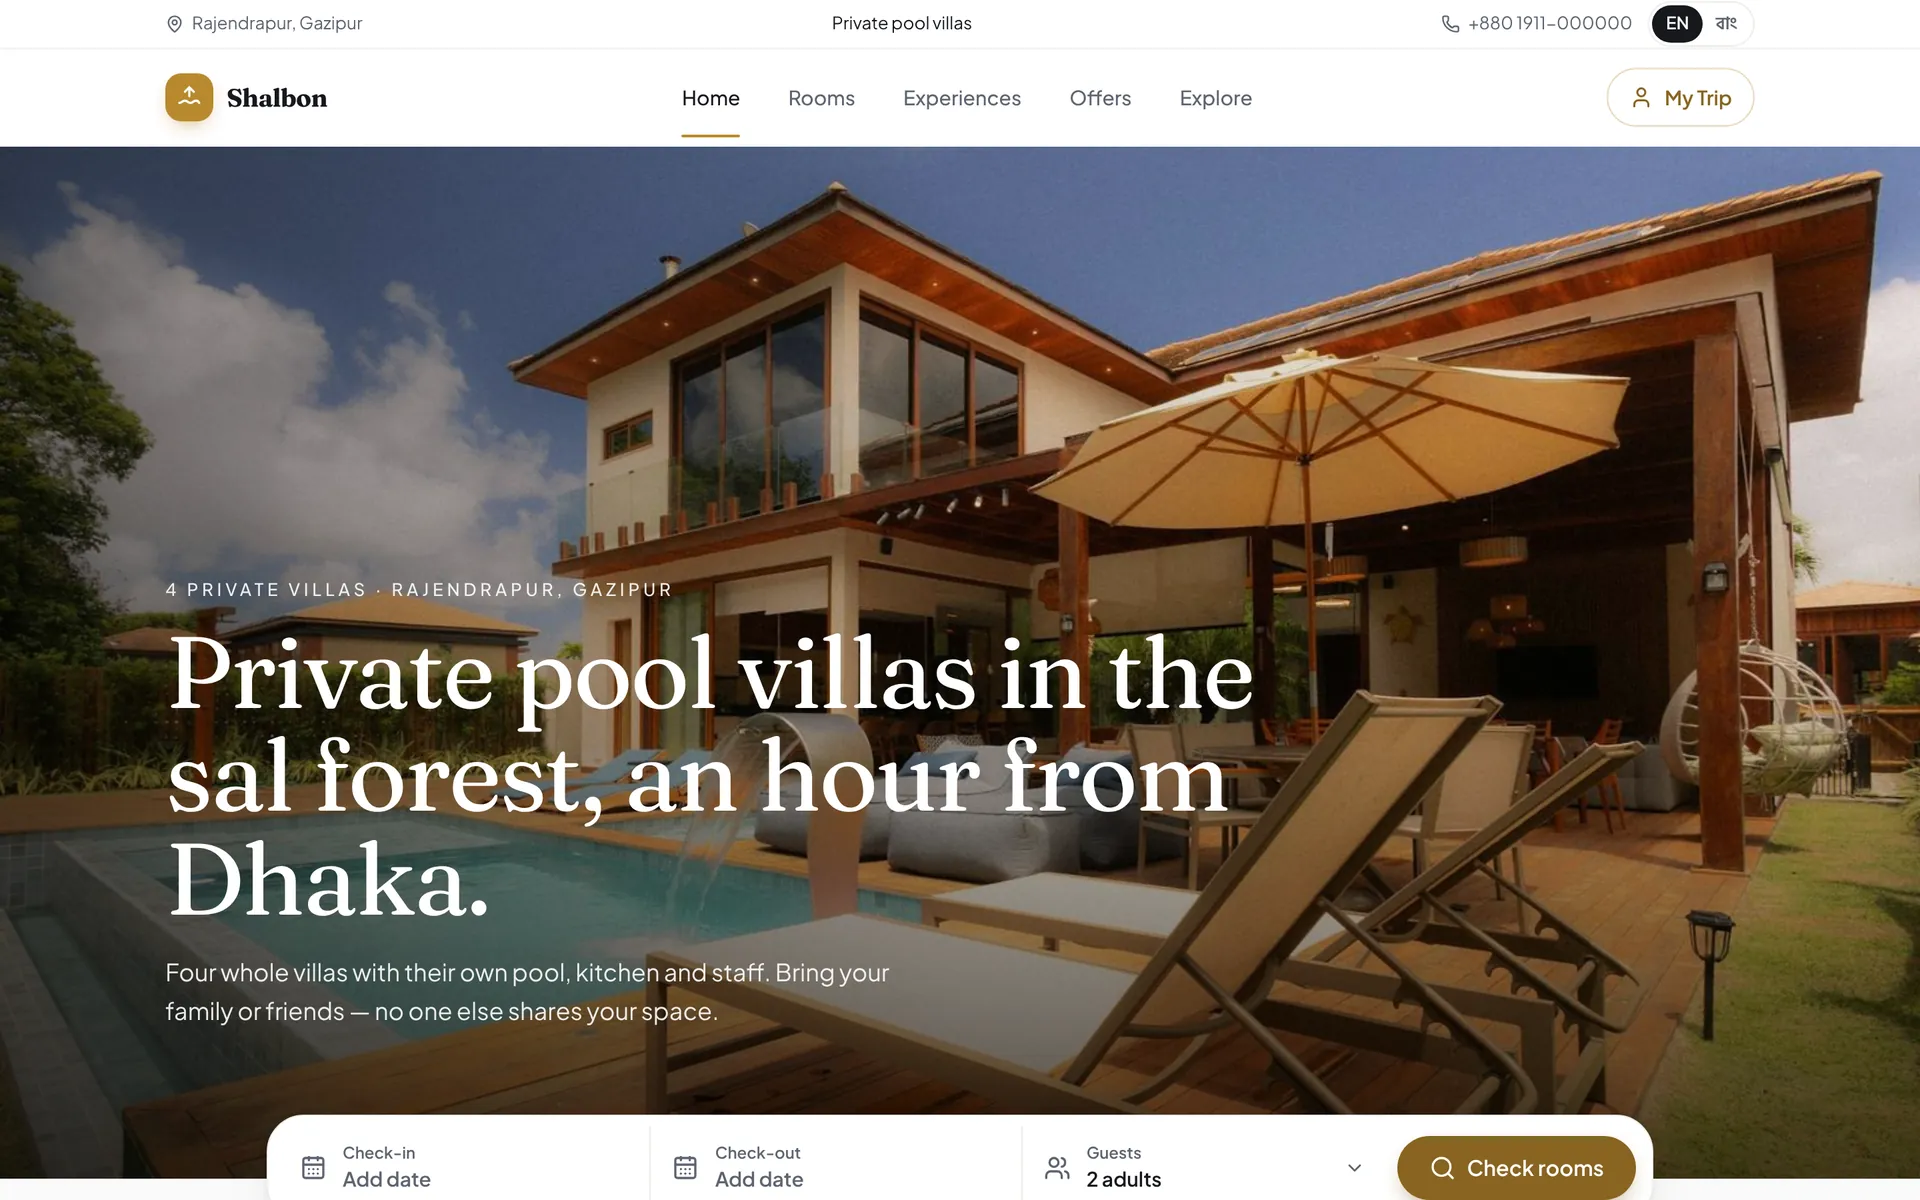 Rajendrapur, Gazipur
Private pool villas
+880 1911-000000
EN
বাং
Shalbon
Home
Rooms
Experiences
Offers
Explore
My Trip
4 PRIVATE VILLAS · RAJENDRAPUR, GAZIPUR
Private pool villas in the
sal forest, an hour from
Dhaka.
Four whole villas with their own pool, kitchen and staff. Bring your
family or friends — no one else shares your space.
Check-in
Add date
Check-out
Add date
Guests
2 adults
Check rooms